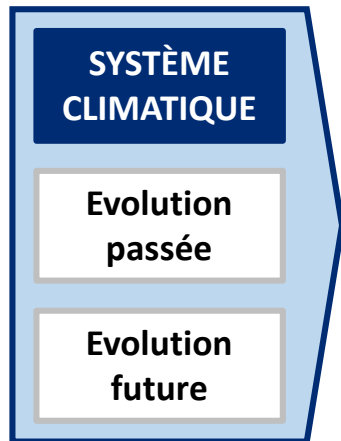 SYSTÈME
CLIMATIQUE
Evolution
passée
Evolution
future